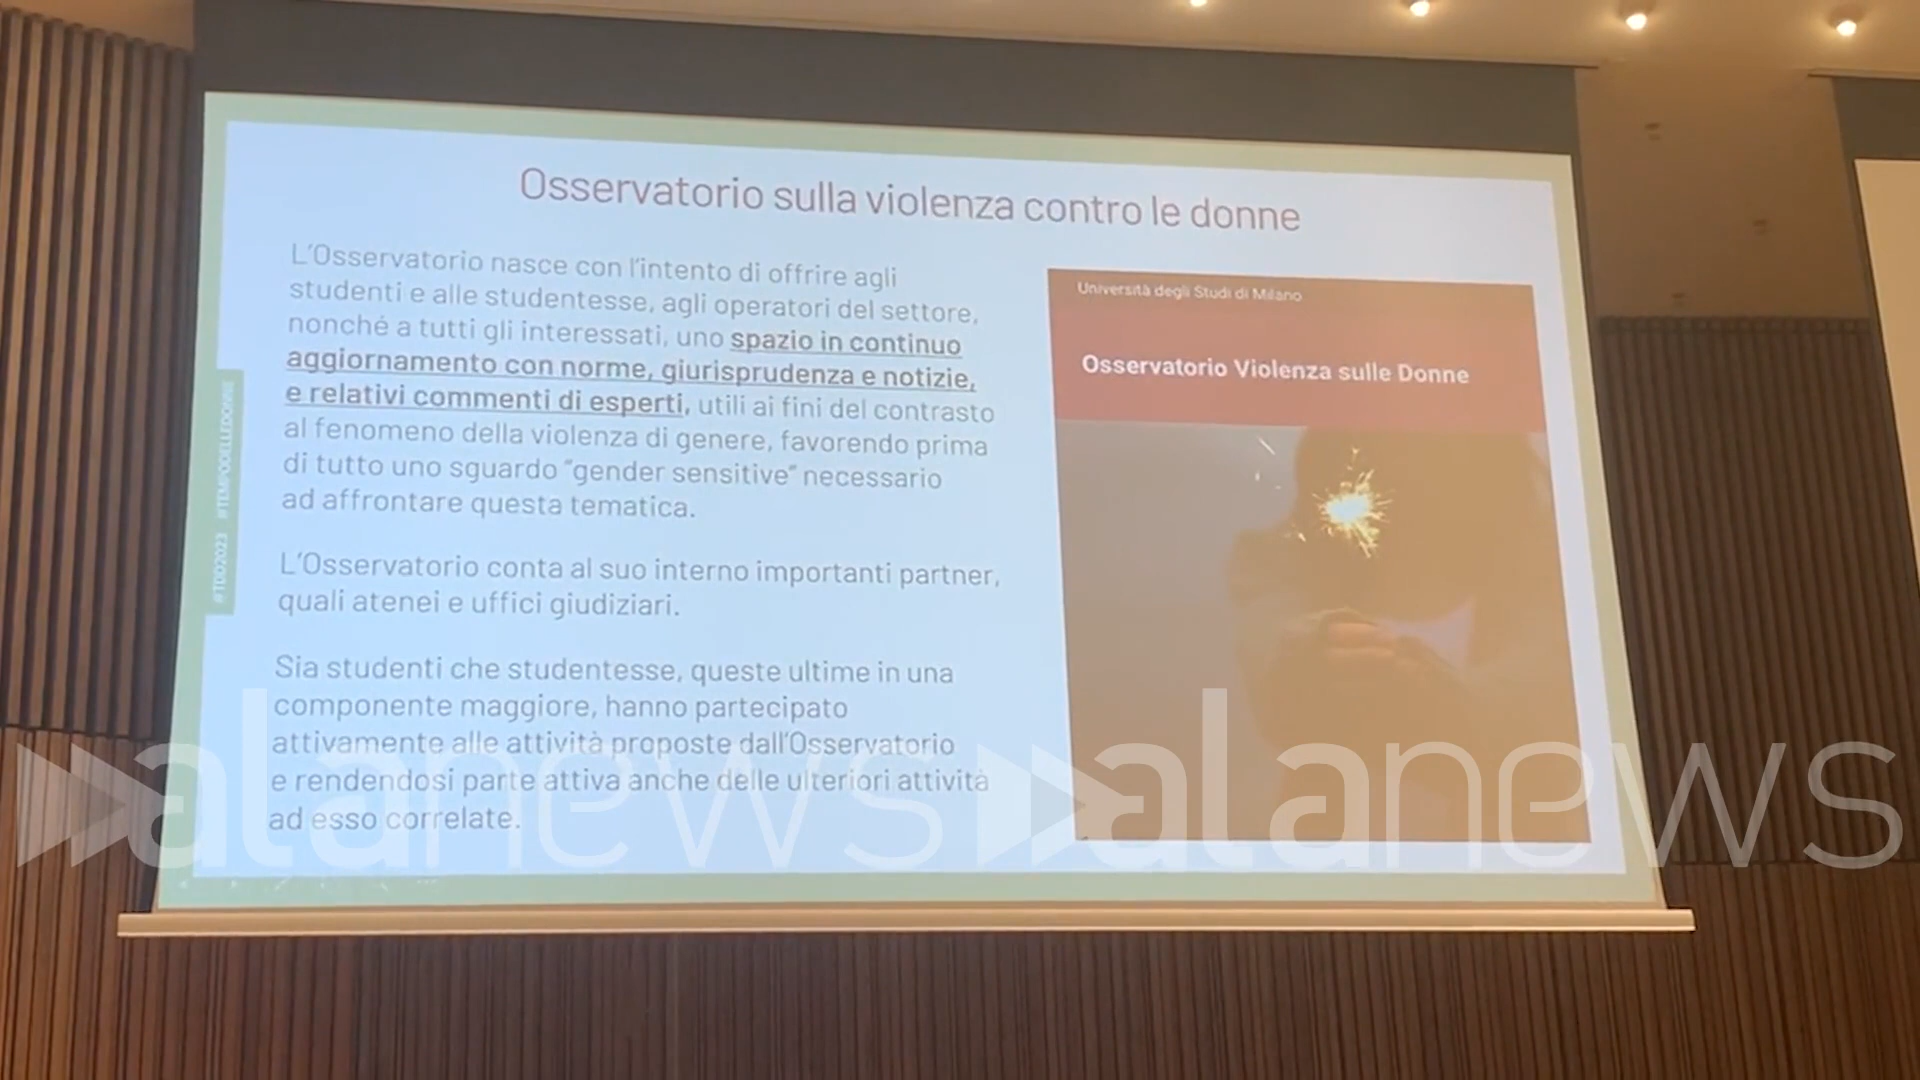 Osservatorio sulla violenza contro le donne
L'Osservatorio nasce con l'intento di offrire agli
studenti e alle studentesse, agli operatori del settore,
nonché a tutti gli interessati, uno spazio in continuo
aggiornamento con norme, giurisprudenza e notizie,
e relativi commenti di esperti, utili ai fini del contrasto
al fenomeno della violenza di genere, favorendo prima
di tutto uno sguardo "gender sensitive" necessario
ad affrontare questa tematica.
L'Osservatorio conta al suo interno importanti partner,
quali atenei e uffici giudiziari.
Sia studenti che studentesse, queste ultime in una
componente maggiore, hanno partecipato
attivamente alle attività proposte dall'Osservatorio
e rendendosi parte attiva anche delle ulteriori attività
ad esso correlate.
Università degli Studi di Milano
Osservatorio Violenza sulle Donne
#TDD2023 #TEMPODELLEDONNE
alanews
alanews